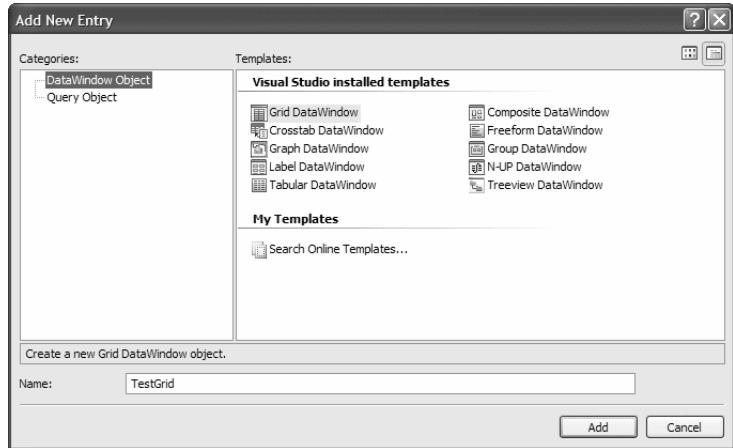 Add New Entry
Categories:
Templates:
DataWindow Object
Query Object
Visual Studio installed templates
Grid DataWindow
Crosstab DataWindow
Graph DataWindow
Label DataWindow
Tabular DataWindow
Composite DataWindow
Freeform DataWindow
Group DataWindow
N-UP DataWindow
Treeview DataWindow
My Templates
Search Online Templates...
Create a new Grid DataWindow object.
Name: TestGrid
Add Cancel